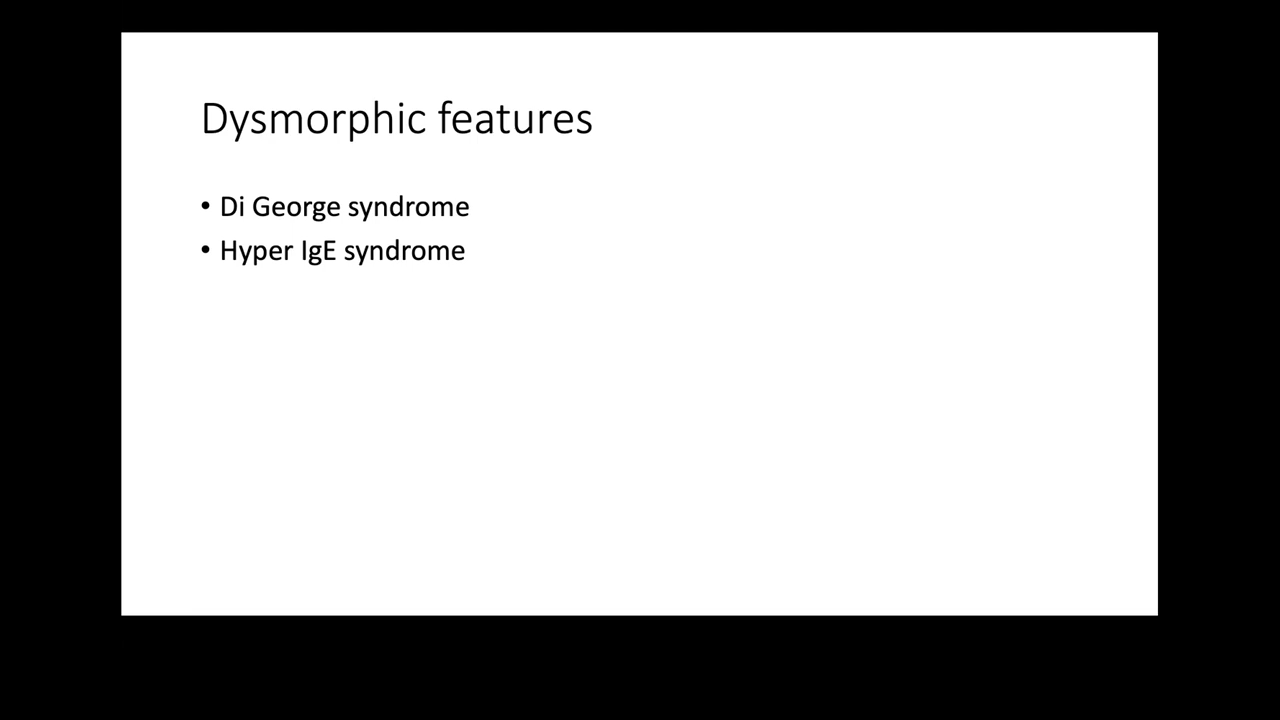 Dysmorphic features
• Di George syndrome
• Hyper IgE syndrome